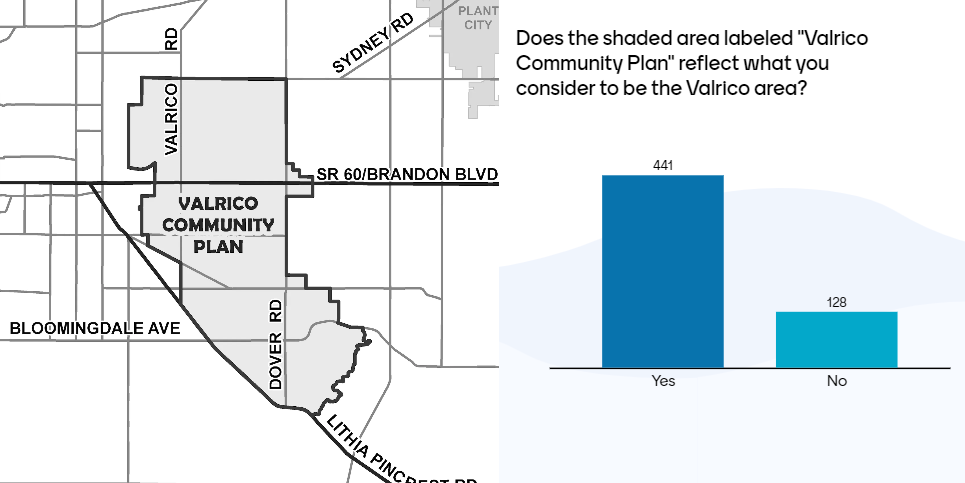 PLANT
CITY
SYDNEY RD
VALRICO RD
SR 60/BRANDON BLVD
VALRICO
COMMUNITY
PLAN
BLOOMINGDALE AVE
DOVER RD
LITHIA PINCREST RD
Does the shaded area labeled "Valrico
Community Plan" reflect what you
consider to be the Valrico area?
441
128
Yes
No